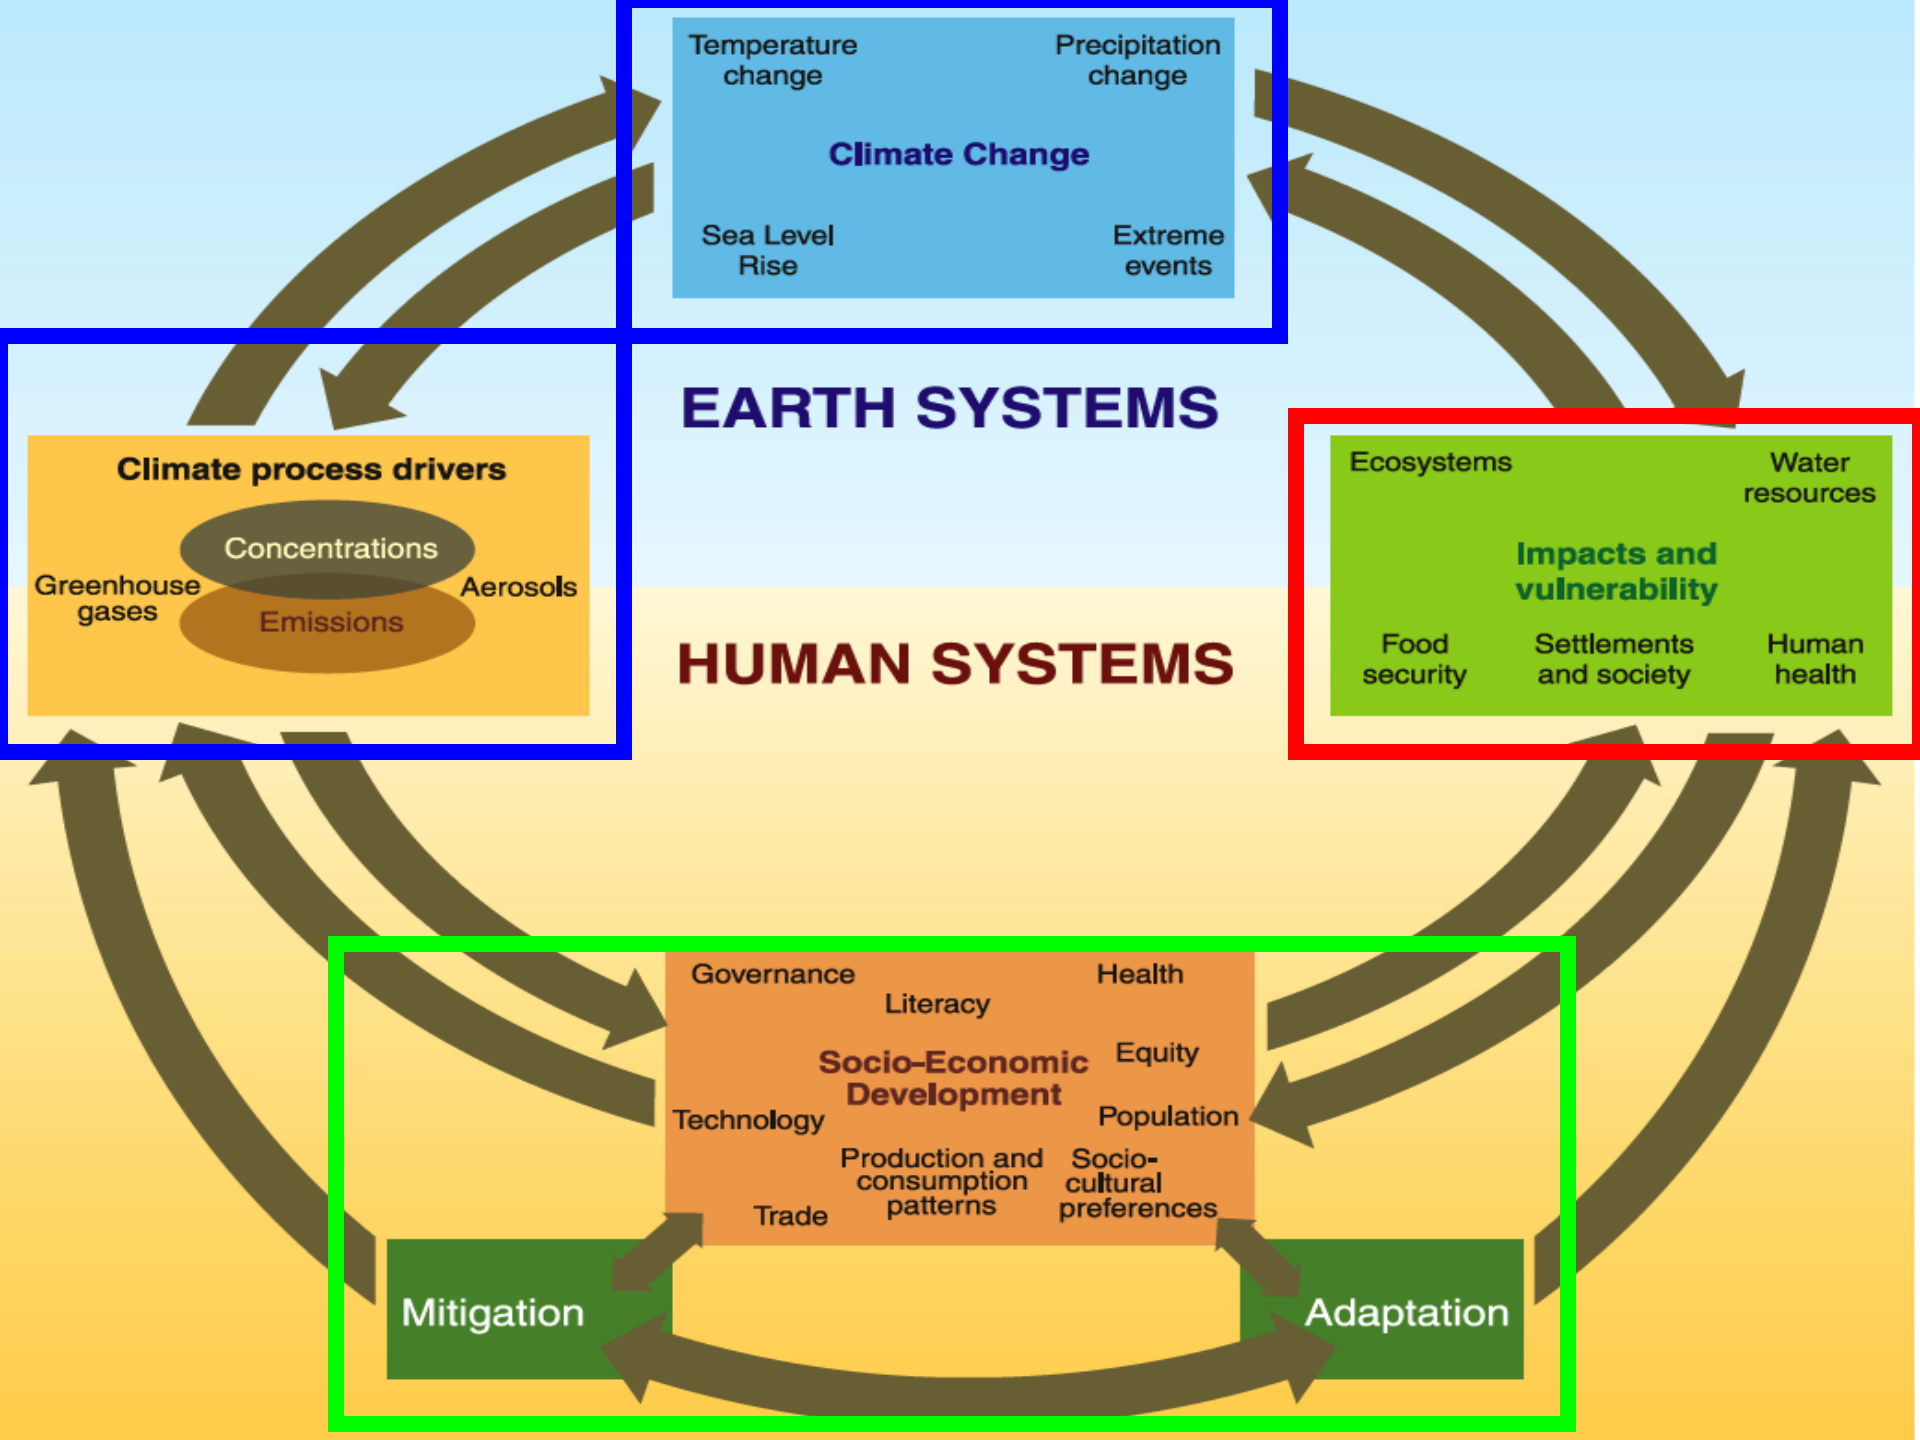 Temperature
change
Precipitation
change
Climate Change
Sea Level
Rise
Extreme
events
EARTH SYSTEMS
Climate process drivers
Concentrations
Greenhouse
gases
Aerosols
Emissions
Ecosystems
Water
resources
Impacts and
vulnerability
Food
security
Settlements
and society
Human
health
HUMAN SYSTEMS
Governance
Health
Literacy
Equity
Socio-Economic
Development
Technology
Population
Production and
consumption
patterns
Socio-
cultural
preferences
Trade
Mitigation
Adaptation